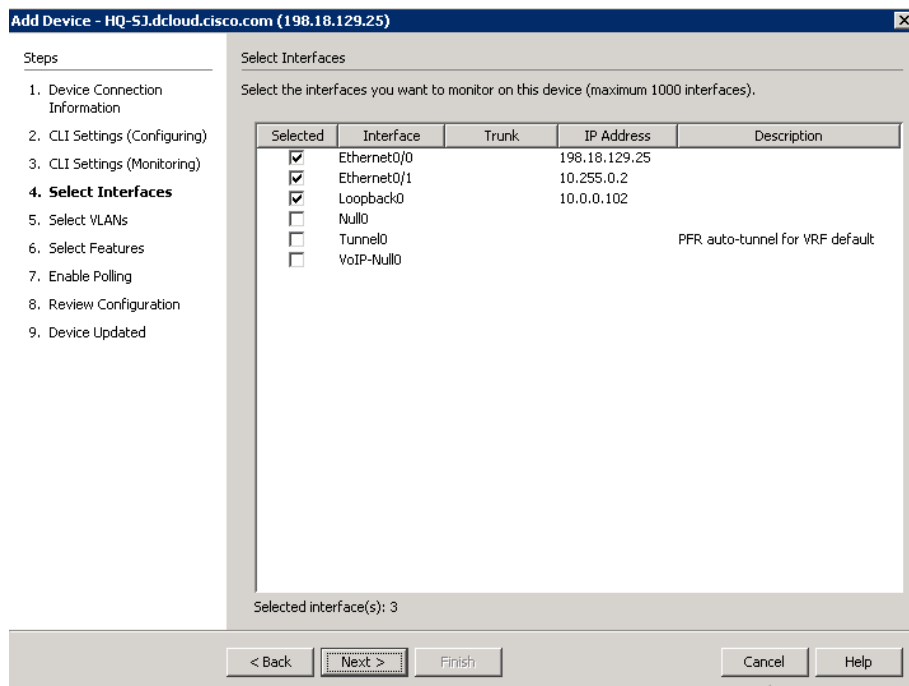 Add Device - HQ-SJ.dcloud.cisco.com (198.18.129.25)
Steps
1. Device Connection
Information
2. CLI Settings (Configuring)
3. CLI Settings (Monitoring)
4. Select Interfaces
5. Select VLANs
6. Select Features
7. Enable Polling
8. Review Configuration
9. Device Updated
Select Interfaces
Select the interfaces you want to monitor on this device (maximum 1000 interfaces).
Selected Interface Trunk IP Address Description
Ethernet0/0 198.18.129.25
Ethernet0/1 10.255.0.2
Loopback0 10.0.0.102
Null0
Tunnel0 PFR auto-tunnel for VRF default
VoIP-Null0
Selected interface(s): 3
< Back Next > Finish Cancel Help